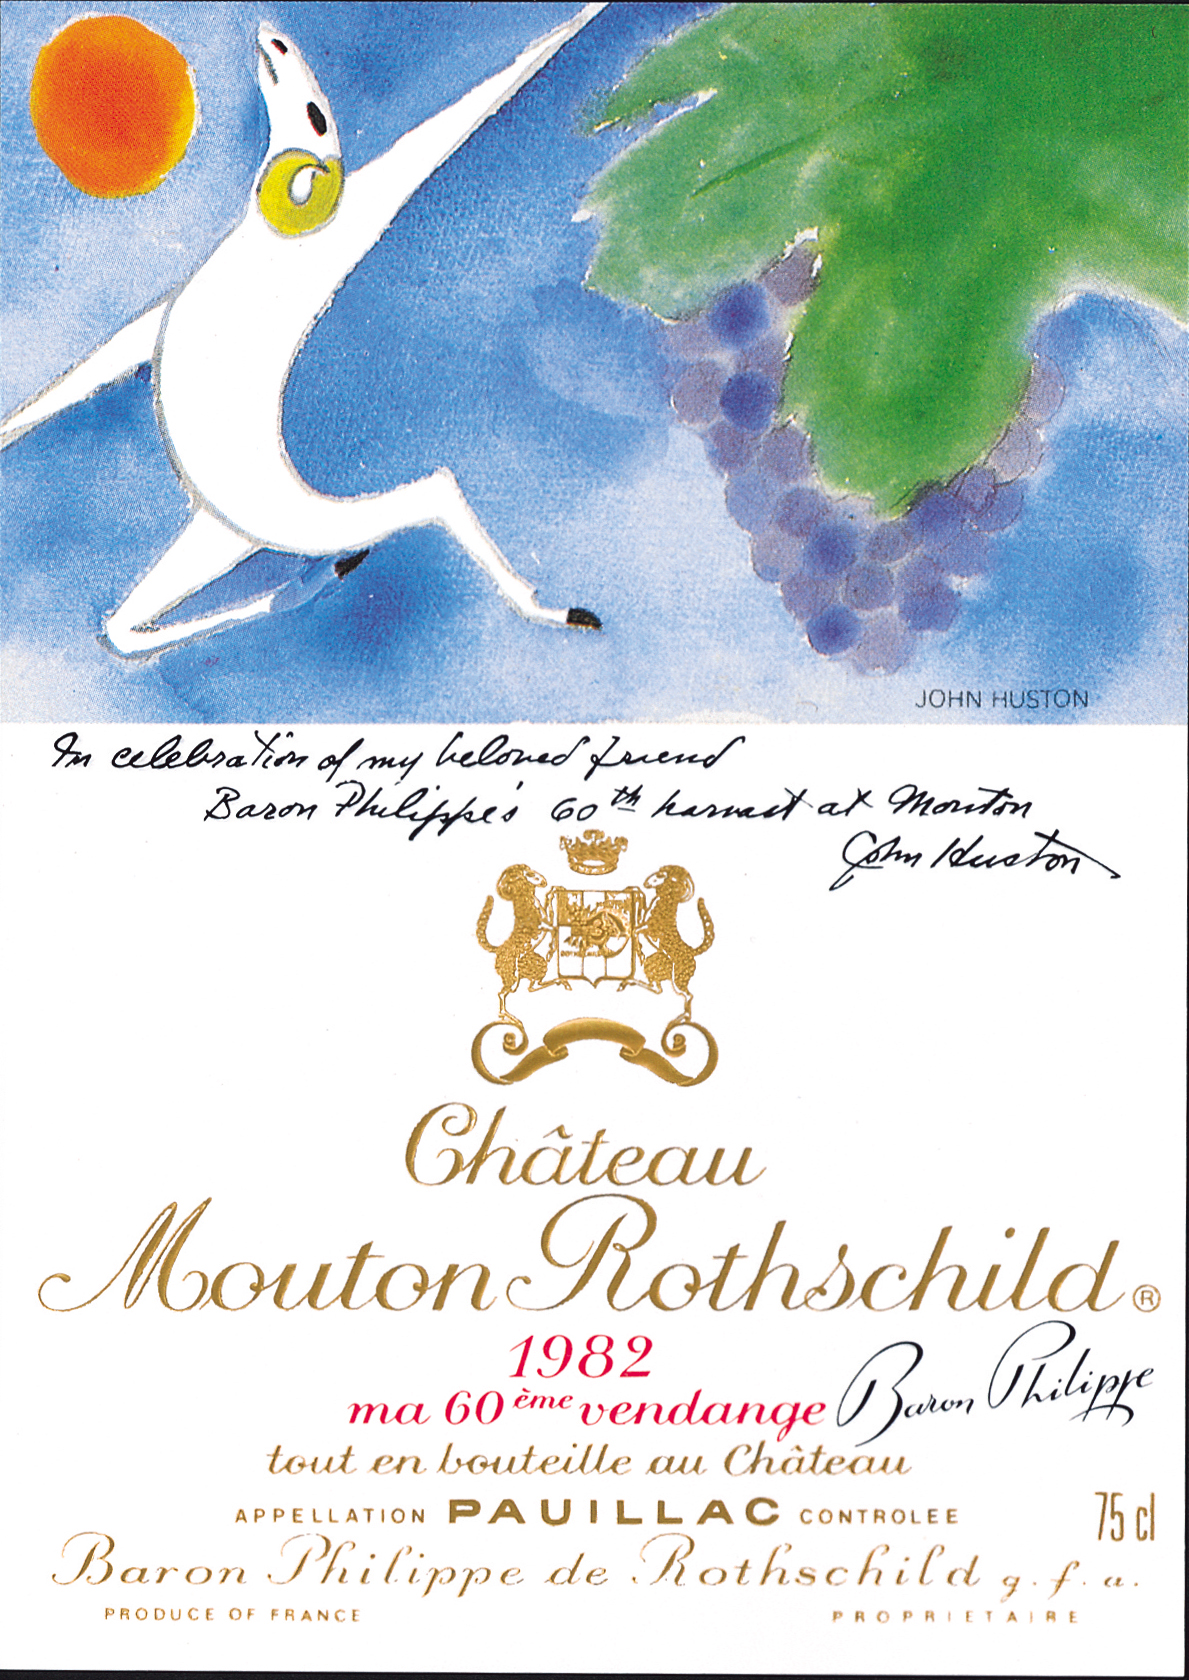 JOHN HUSTON
In celebration of my beloved friend
Baron Philippe's 60th harvest at Mouton
John Huston
Château
Mouton Rothschild ®
1982
ma 60ème vendange Baron Philippe
tout en bouteille au Château
APPELLATION PAUILLAC CONTROLEE
75 cl
Baron Philippe de Rothschild g. f. a.
PRODUCE OF FRANCE PROPRIETAIRE